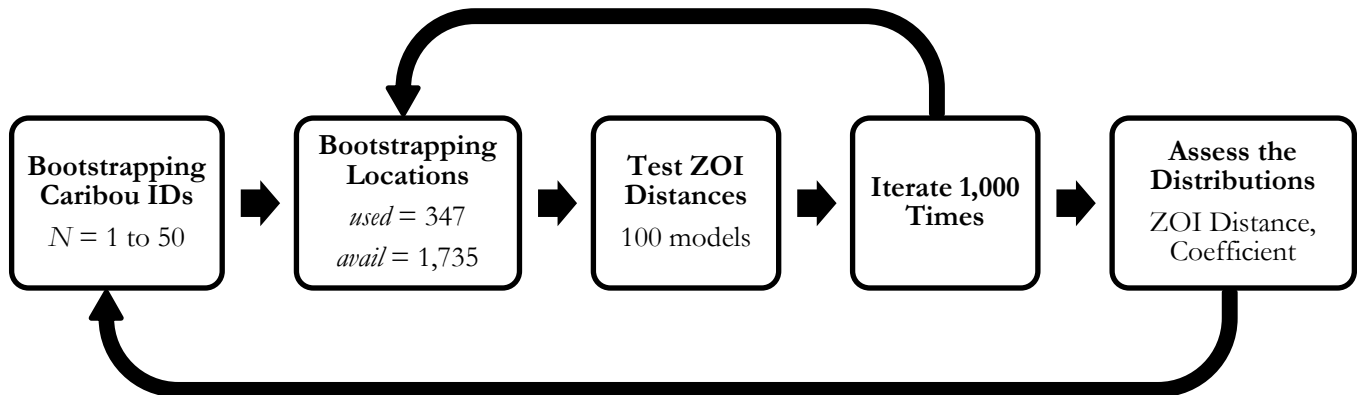 Bootstrapping
Caribou IDs
N = 1 to 50
Bootstrapping
Locations
used = 347
avail = 1,735
Test ZOI
Distances
100 models
Iterate 1,000
Times
Assess the
Distributions
ZOI Distance,
Coefficient